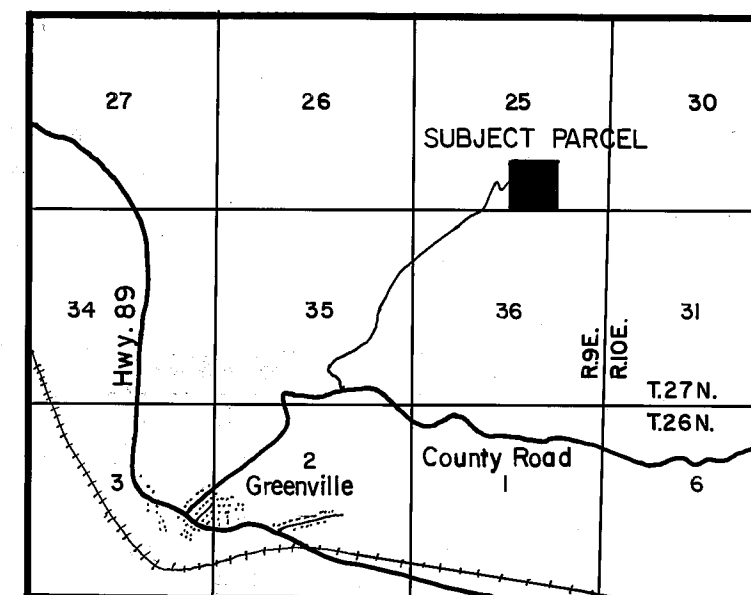 27
26
25
30
SUBJECT PARCEL
34
Hwy. 89
35
36
R.9E.
R.10E.
31
T.27N.
T.26N.
3
2
Greenville
County Road
1
6